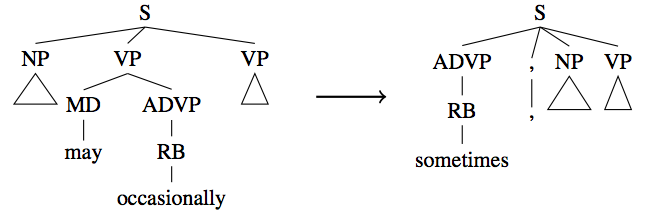 S S
NP VP VP ADVP , NP VP
MD ADVP RB ,
may RB sometimes
occasionally